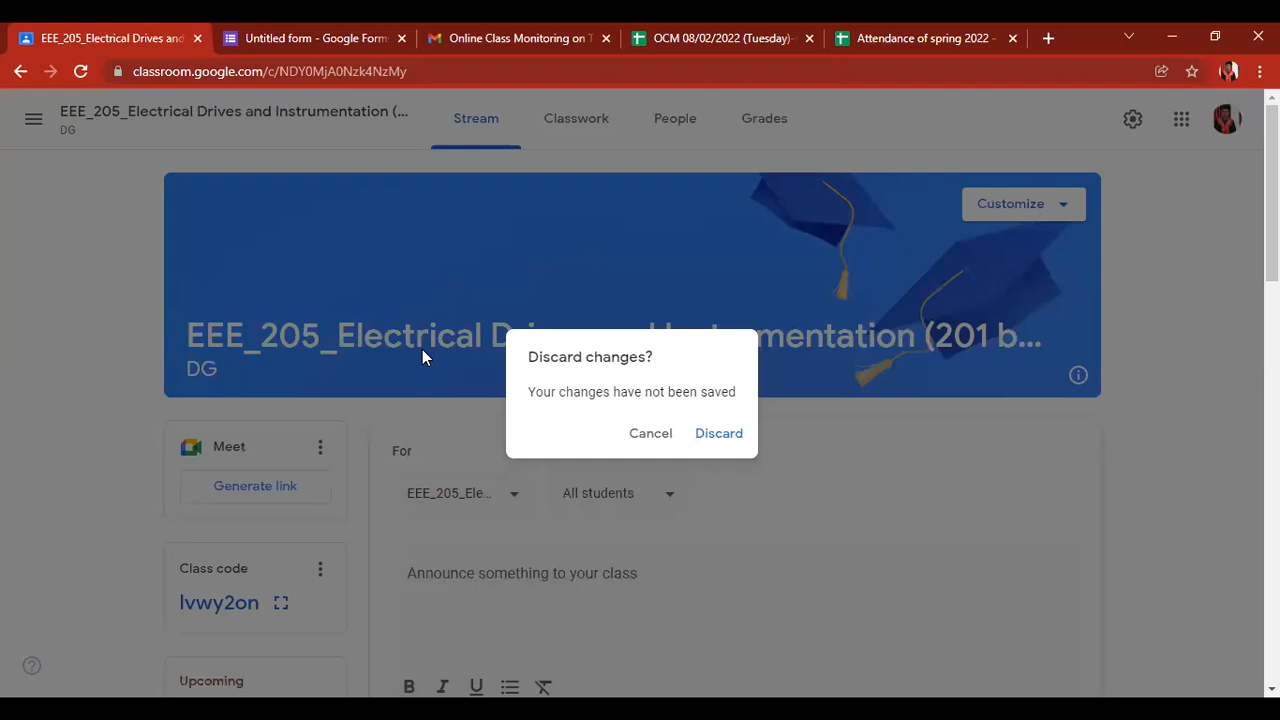 EEE_205_Electrical Drives and
Untitled form - Google Form
Online Class Monitoring on T
OCM 08/02/2022 (Tuesday)-
Attendance of spring 2022 -
classroom.google.com/c/NDY0MjA0Nzk4NzMy
EEE_205_Electrical Drives and Instrumentation (...
DG
Stream
Classwork
People
Grades
Customize
EEE_205_Electrical D mentation (201 b...
DG
Discard changes?
Your changes have not been saved
Cancel
Discard
Meet
Generate link
For
EEE_205_Ele...
All students
Class code
lvwy2on
Announce something to your class
Upcoming
B I U